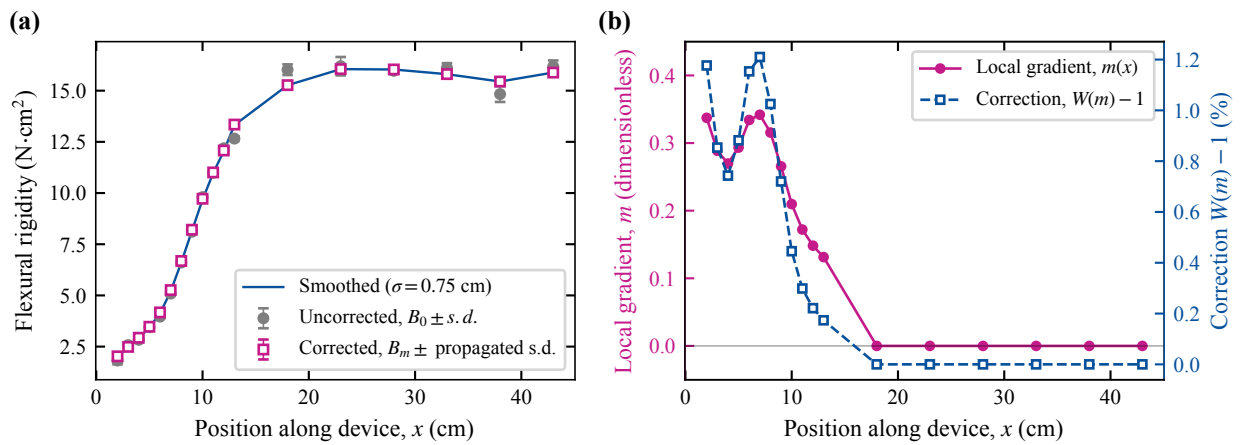 (a)
Flexural rigidity (N·cm²)
15.0
12.5
10.0
7.5
5.0
2.5
Smoothed (σ = 0.75 cm)
Uncorrected, B₀ ± s.d.
Corrected, Bₘ ± propagated s.d.
0 10 20 30 40
Position along device, x (cm)
(b)
Local gradient, m (dimensionless)
0.4
0.3
0.2
0.1
0.0
Local gradient, m(x)
Correction, W(m) − 1
1.2
1.0
0.8
0.6
0.4
0.2
0.0
Correction W(m) − 1 (%)
0 10 20 30 40
Position along device, x (cm)